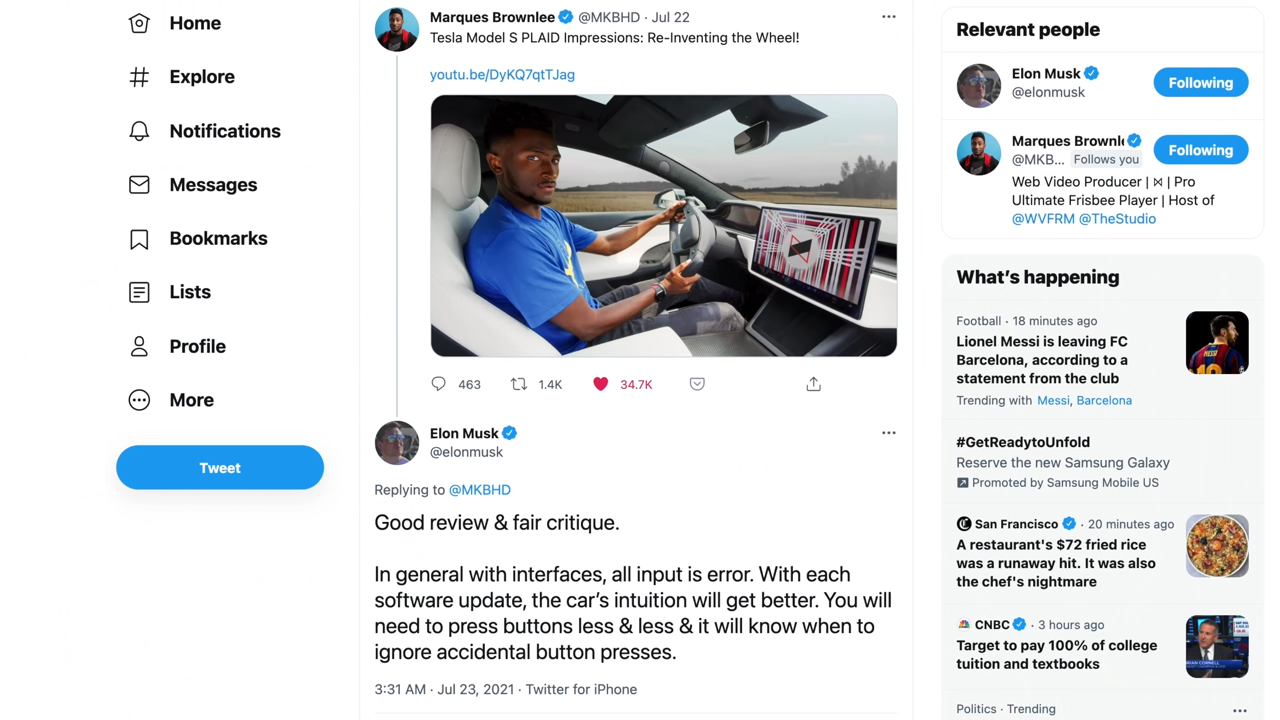 Home
Explore
Notifications
Messages
Bookmarks
Lists
Profile
More
Tweet
Marques Brownlee @MKBHD · Jul 22
Tesla Model S PLAID Impressions: Re-Inventing the Wheel!
youtu.be/DyKQ7qtTJag
463 1.4K 34.7K
Elon Musk
@elonmusk
Replying to @MKBHD
Good review & fair critique.
In general with interfaces, all input is error. With each
software update, the car's intuition will get better. You will
need to press buttons less & less & it will know when to
ignore accidental button presses.
3:31 AM · Jul 23, 2021 · Twitter for iPhone
Relevant people
Elon Musk
@elonmusk
Following
Marques Brownl
@MKB... Follows you
Following
Web Video Producer | ⋈ | Pro
Ultimate Frisbee Player | Host of
@WVFRM @TheStudio
What's happening
Football · 18 minutes ago
Lionel Messi is leaving FC
Barcelona, according to a
statement from the club
Trending with Messi, Barcelona
MESSI
10
#GetReadytoUnfold
Reserve the new Samsung Galaxy
Promoted by Samsung Mobile US
San Francisco · 20 minutes ago
A restaurant's $72 fried rice
was a runaway hit. It was also
the chef's nightmare
CNBC · 3 hours ago
Target to pay 100% of college
tuition and textbooks
Politics · Trending